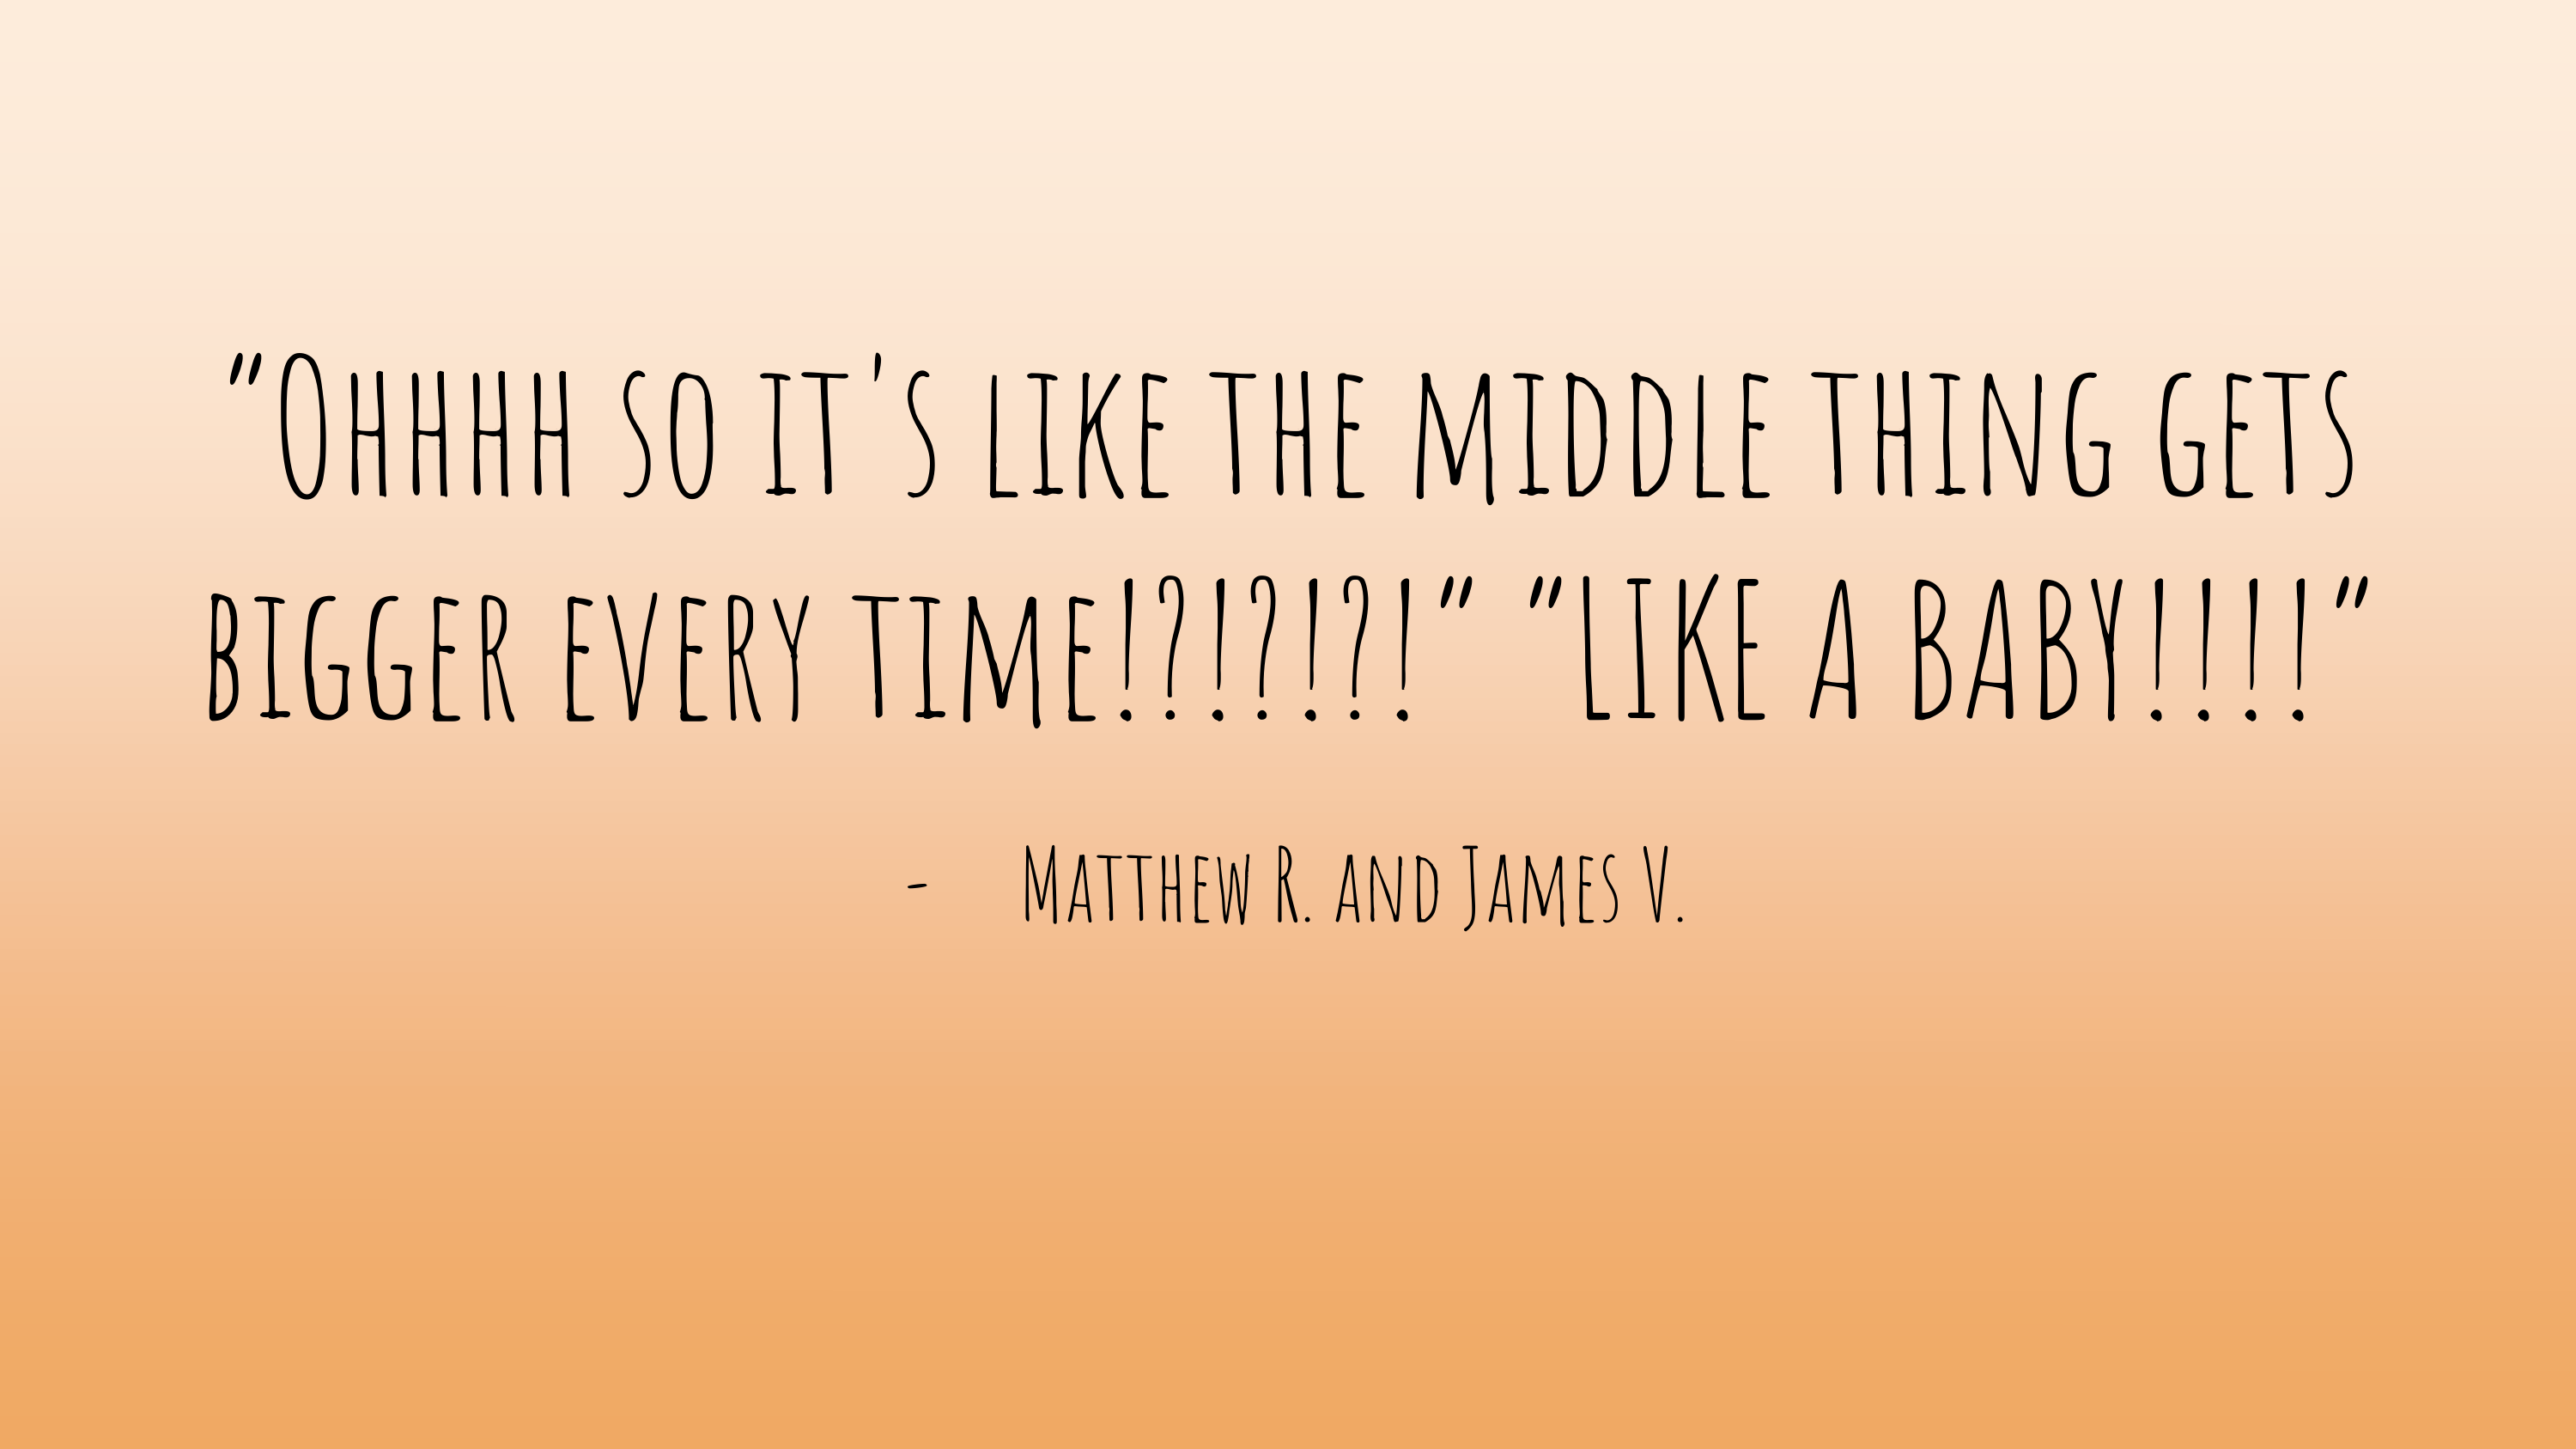 "Ohhhh so it's like the middle thing gets
bigger every time!?!?!?!" "Like a baby!!!!"
- Matthew R. and James V.